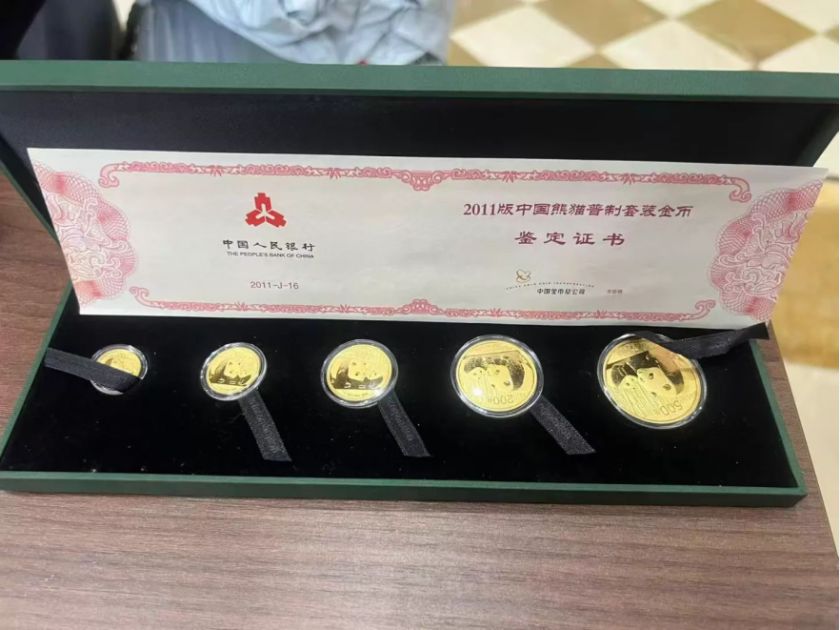 2011版中国熊猫普制套装金币
鉴定证书
中国人民银行
THE PEOPLE'S BANK OF CHINA
2011-J-16
中国金币总公司
200
500